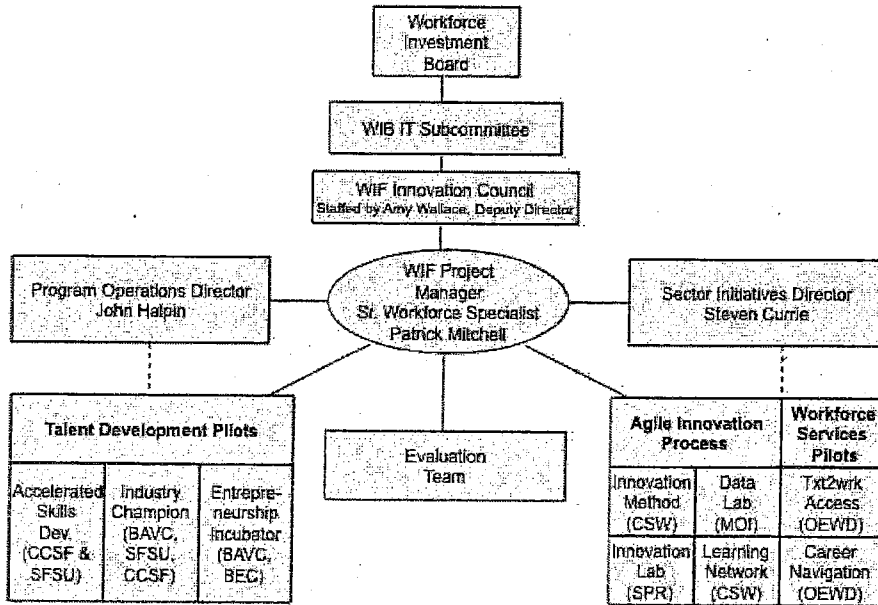 Workforce
Investment
Board
WIB IT Subcommittee
WIF Innovation Council
Staffed by Amy Wallace, Deputy Director
Program Operations Director
John Halpin
WIF Project
Manager
Sr. Workforce Specialist
Patrick Mitchell
Sector Initiatives Director
Steven Currie
Talent Development Pilots
Accelerated
Skills
Dev.
(CCSF &
SFSU)
Industry
Champion
(BAVC,
SFSU,
CCSF)
Entrepre-
neurship
Incubator
(BAVC,
BEC)
Evaluation
Team
Agile Innovation
Process
Workforce
Services
Pilots
Innovation
Method
(CSW)
Data
Lab
(MOI)
Txt2wrk
Access
(OEWD)
Innovation
Lab
(SPR)
Learning
Network
(CSW)
Career
Navigation
(OEWD)